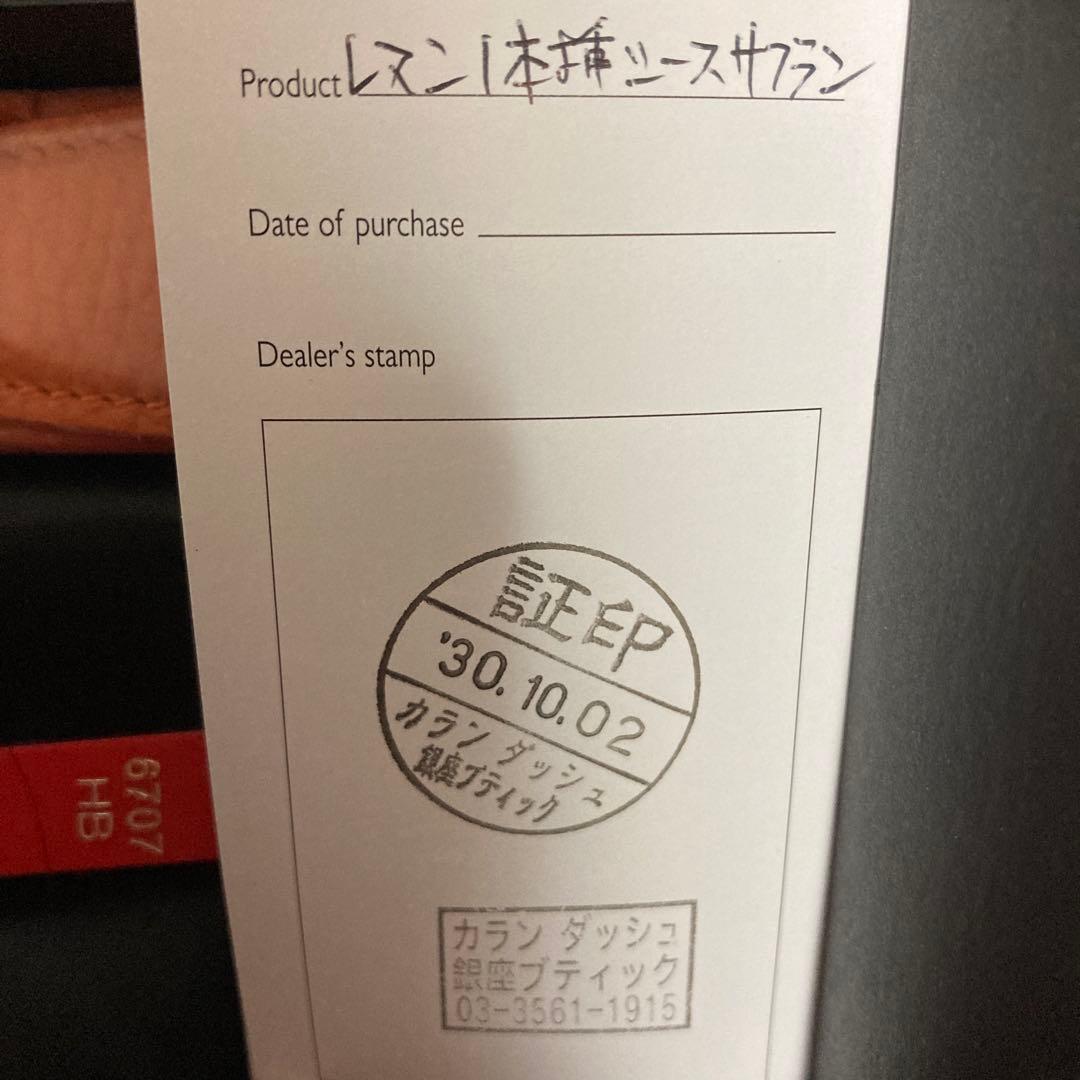 Product レマン1本挿ツースサフラン
Date of purchase
Dealer's stamp
証印
'30.10.02
カラン ダッシュ
銀座ブティック
カラン ダッシュ
銀座ブティック
03-3561-1915
6707
HB